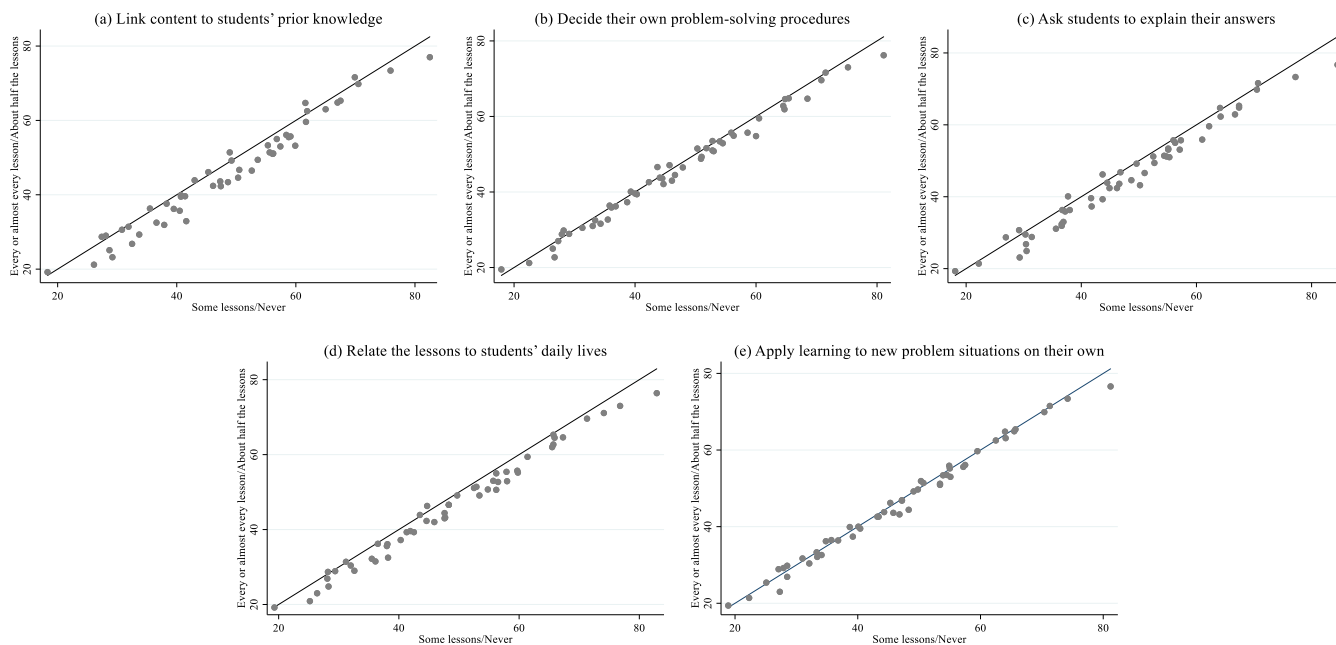 (a) Link content to students’ prior knowledge
Every or almost every lesson/About half the lessons
80
60
40
20
20 40 60 80
Some lessons/Never
(b) Decide their own problem-solving procedures
Every or almost every lesson/About half the lessons
80
60
40
20
20 40 60 80
Some lessons/Never
(c) Ask students to explain their answers
Every or almost every lesson/About half the lessons
80
60
40
20
20 40 60 80
Some lessons/Never
(d) Relate the lessons to students’ daily lives
Every or almost every lesson/About half the lessons
80
60
40
20
20 40 60 80
Some lessons/Never
(e) Apply learning to new problem situations on their own
Every or almost every lesson/About half the lessons
80
60
40
20
20 40 60 80
Some lessons/Never